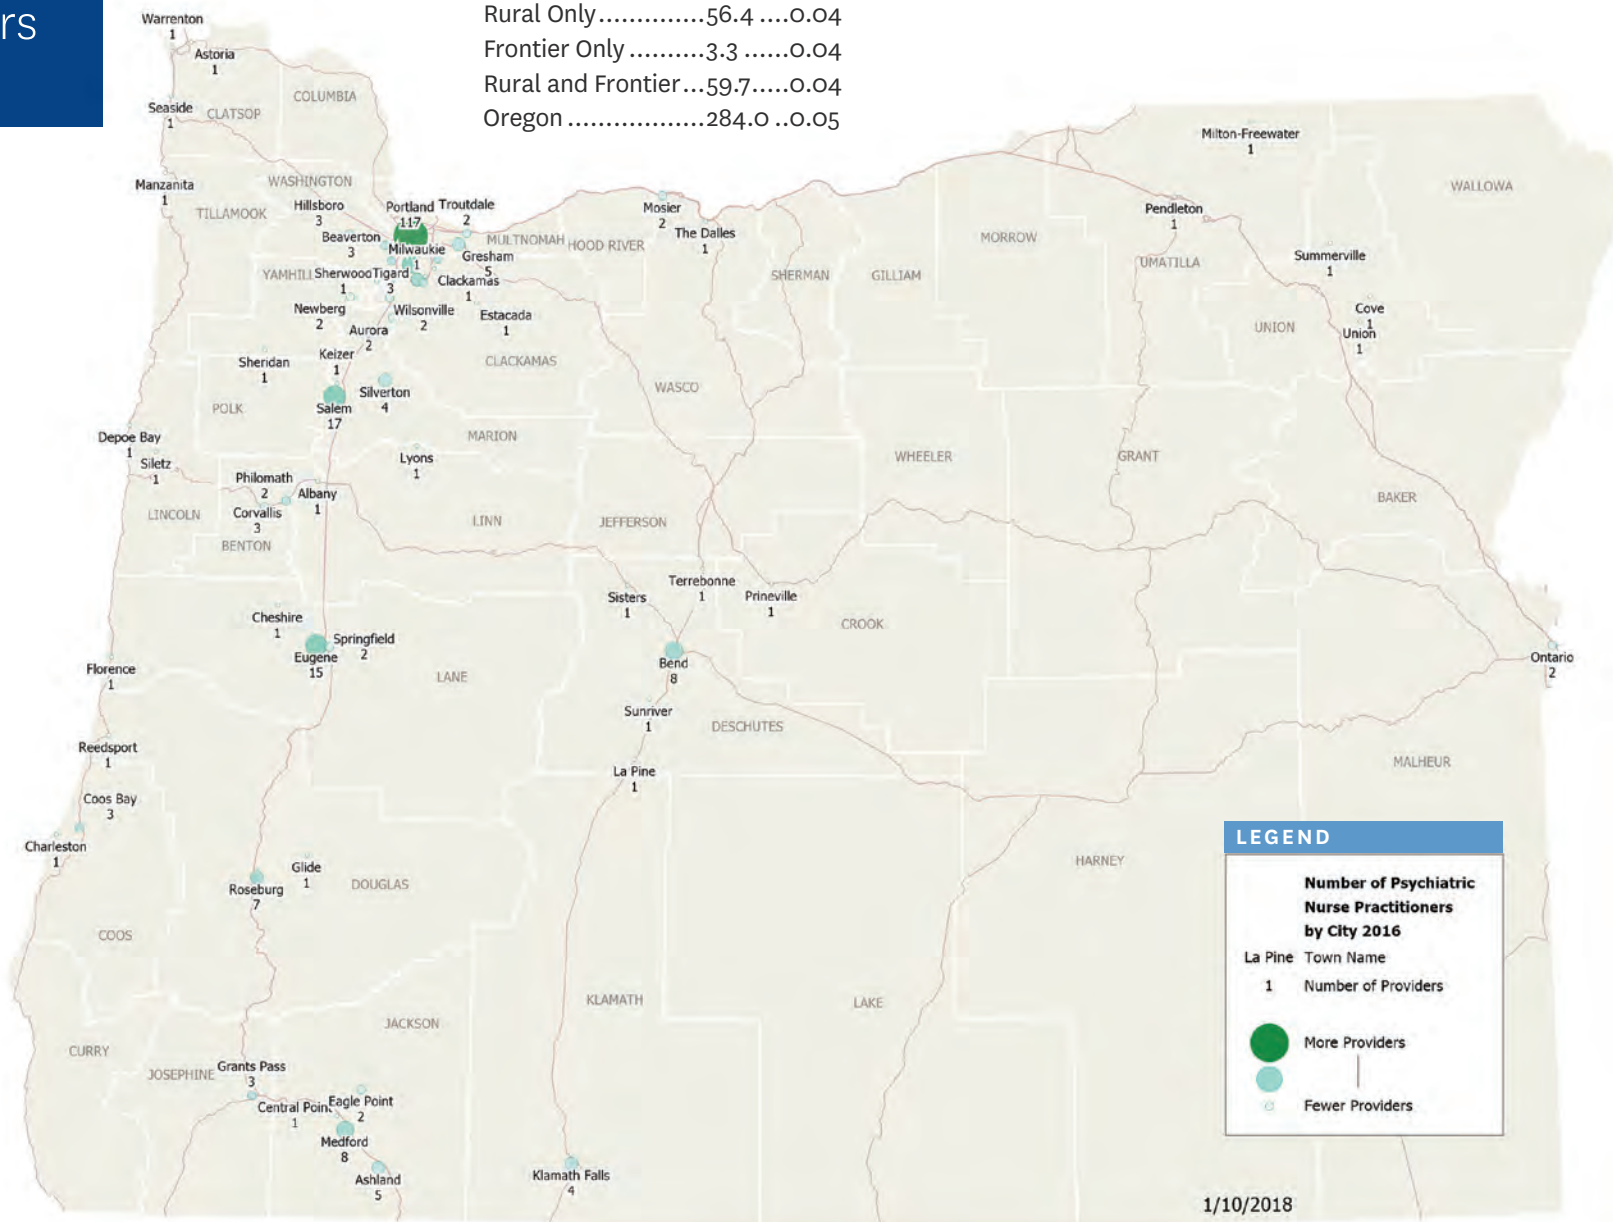 rs
Rural Only..............56.4 ....0.04
Frontier Only ..........3.3 ......0.04
Rural and Frontier...59.7.....0.04
Oregon ..................284.0 ..0.05
Warrenton
1
Astoria
1
COLUMBIA
Seaside
1
CLATSOP
Milton-Freewater
1
WALLOWA
Manzanita
1
WASHINGTON
TILLAMOOK
Hillsboro
3
Portland
117
Troutdale
2
Mosier
2
The Dalles
1
Pendleton
1
Beaverton
3
Milwaukie
1
MULTNOMAH
HOOD RIVER
MORROW
Gresham
5
YAMHILL
Sherwood
1
Tigard
3
Clackamas
1
SHERMAN
GILLIAM
UMATILLA
Summerville
1
Newberg
2
Wilsonville
2
Estacada
1
Cove
1
UNION
Union
1
Aurora
2
Sheridan
1
Keizer
1
CLACKAMAS
WASCO
Silverton
4
POLK
Salem
17
Depoe Bay
1
MARION
Siletz
1
Lyons
1
WHEELER
GRANT
Philomath
2
Albany
1
BAKER
LINCOLN
Corvallis
3
LINN
JEFFERSON
BENTON
Terrebonne
1
Sisters
1
Prineville
1
Cheshire
1
CROOK
Springfield
2
Eugene
15
Bend
8
Ontario
2
Florence
1
LANE
Sunriver
1
DESCHUTES
Reedsport
1
MALHEUR
La Pine
1
Coos Bay
3
Charleston
1
LEGEND
Number of Psychiatric
Nurse Practitioners
by City 2016
La Pine Town Name
1 Number of Providers
More Providers
Fewer Providers
HARNEY
Glide
1
Roseburg
7
DOUGLAS
COOS
KLAMATH
LAKE
JACKSON
CURRY
JOSEPHINE
Grants Pass
3
Central Point
1
Eagle Point
2
Medford
8
Ashland
5
Klamath Falls
4
1/10/2018